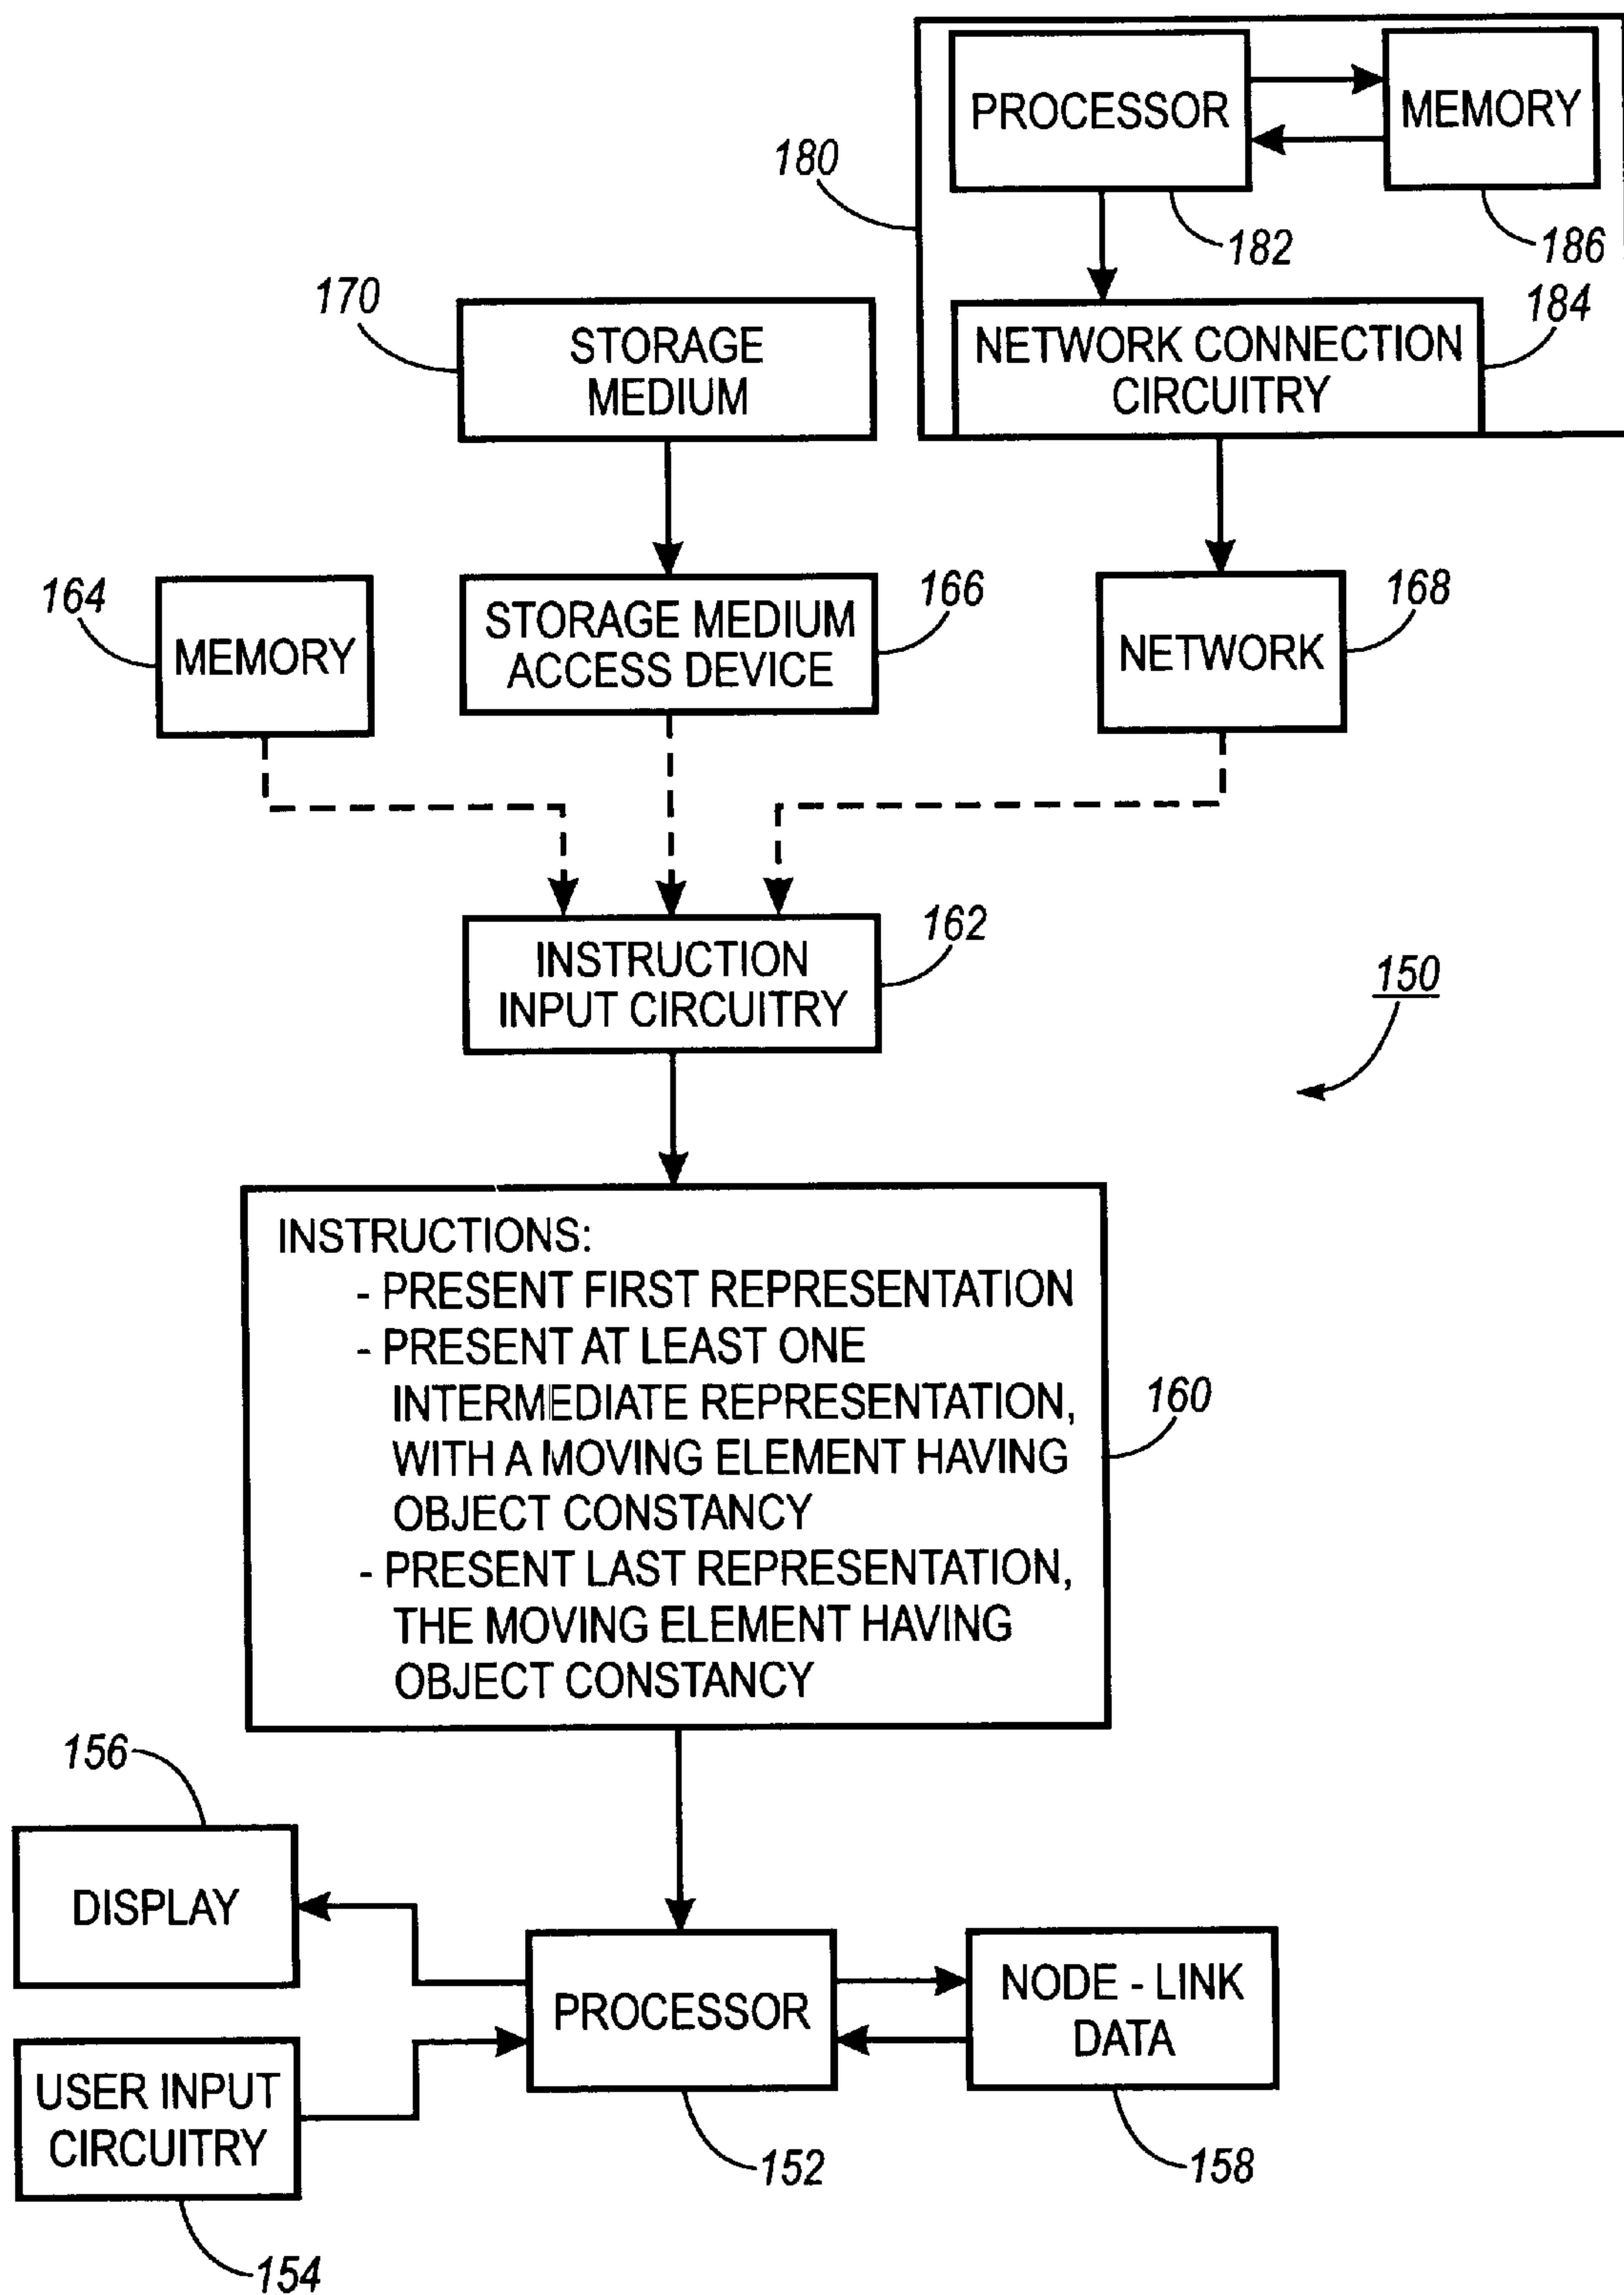 PROCESSOR
MEMORY
180
182
186
170
184
STORAGE
MEDIUM
NETWORK CONNECTION
CIRCUITRY
164
166
168
MEMORY
STORAGE MEDIUM
ACCESS DEVICE
NETWORK
162
INSTRUCTION
INPUT CIRCUITRY
150
INSTRUCTIONS:
- PRESENT FIRST REPRESENTATION
- PRESENT AT LEAST ONE
INTERMEDIATE REPRESENTATION,
WITH A MOVING ELEMENT HAVING
OBJECT CONSTANCY
- PRESENT LAST REPRESENTATION,
THE MOVING ELEMENT HAVING
OBJECT CONSTANCY
160
156
DISPLAY
PROCESSOR
NODE - LINK
DATA
USER INPUT
CIRCUITRY
152
158
154